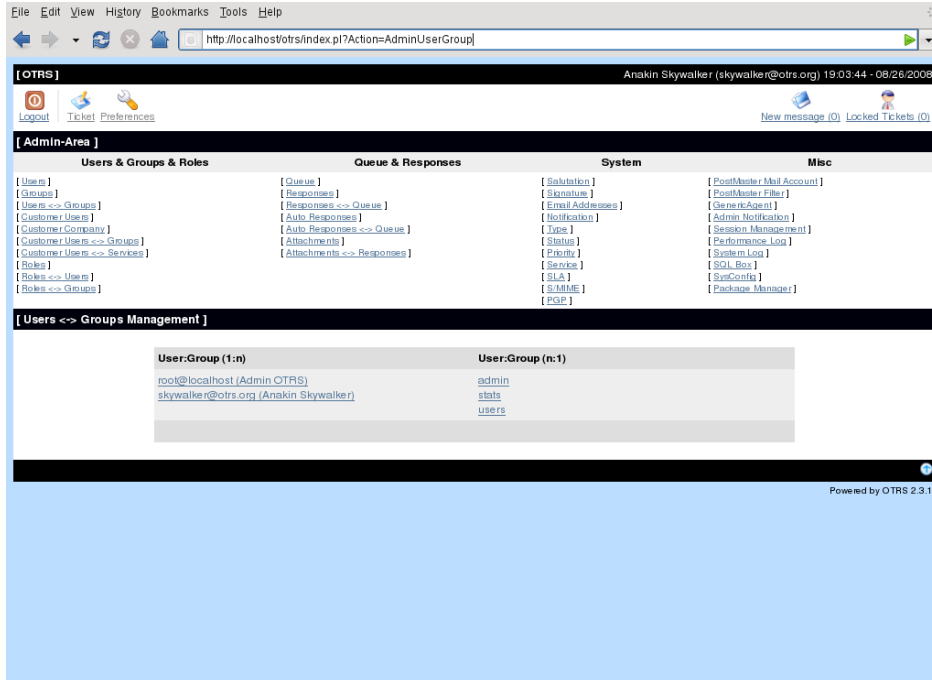 File Edit View History Bookmarks Tools Help
http://localhost/otrs/index.pl?Action=AdminUserGroup
[ OTRS ] Anakin Skywalker (skywalker@otrs.org) 19:03:44 - 08/26/2008
Logout Ticket Preferences New message (0) Locked Tickets (0)
[ Admin-Area ]
Users & Groups & Roles Queue & Responses System Misc
[ Users ] [ Queue ] [ Salutation ] [ PostMaster Mail Account ]
[ Groups ] [ Responses ] [ Signature ] [ PostMaster Filter ]
[ Users <-> Groups ] [ Responses <-> Queue ] [ Email Addresses ] [ GenericAgent ]
[ Customer Users ] [ Auto Responses ] [ Notification ] [ Admin Notification ]
[ Customer Company ] [ Auto Responses <-> Queue ] [ Type ] [ Session Management ]
[ Customer Users <-> Groups ] [ Attachments ] [ Status ] [ Performance Log ]
[ Customer Users <-> Services ] [ Attachments <-> Responses ] [ Priority ] [ System Log ]
[ Roles ] [ Service ] [ SQL Box ]
[ Roles <-> Users ] [ SLA ] [ SysConfig ]
[ Roles <-> Groups ] [ S/MIME ] [ Package Manager ]
[ PGP ]
[ Users <-> Groups Management ]
User:Group (1:n) User:Group (n:1)
root@localhost (Admin OTRS) admin
skywalker@otrs.org (Anakin Skywalker) stats
users
Powered by OTRS 2.3.1